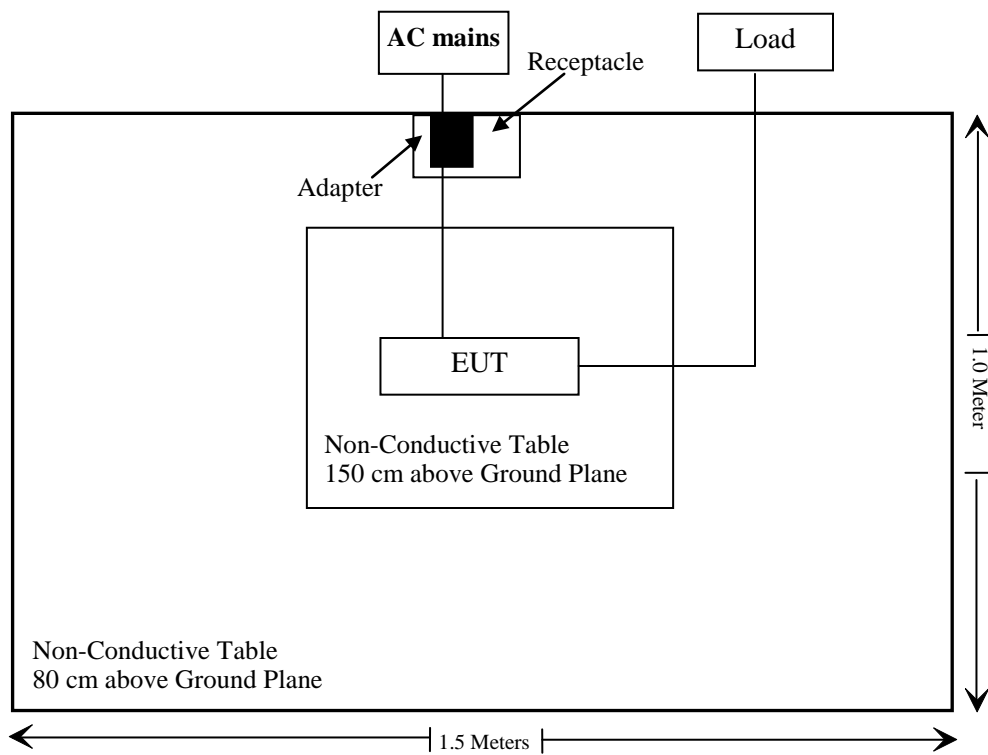 AC mains
Load
Receptacle
Adapter
EUT
Non-Conductive Table
150 cm above Ground Plane
1.0 Meter
Non-Conductive Table
80 cm above Ground Plane
1.5 Meters